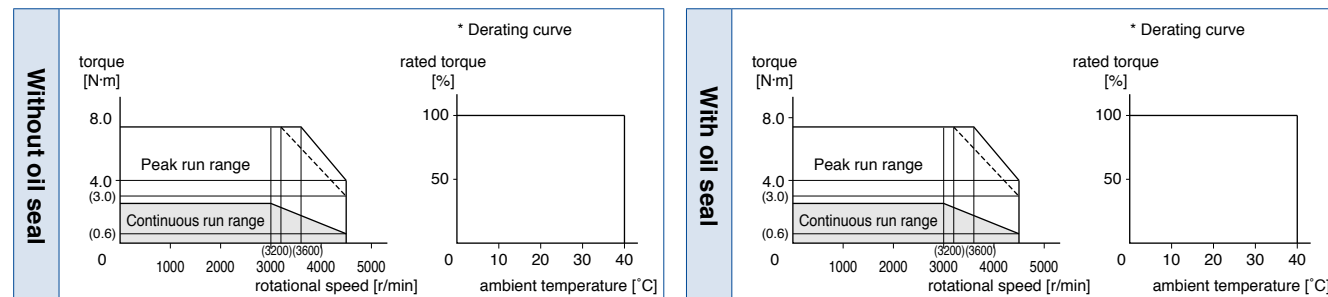 Without oil seal
* Derating curve
torque
[N·m]
rated torque
[%]
8.0
4.0
(3.0)
(0.6)
0
Peak run range
Continuous run range
(3200)(3600)
1000 2000 3000 4000 5000
rotational speed [r/min]
100
50
0 10 20 30 40
ambient temperature [˚C]
With oil seal
* Derating curve
torque
[N·m]
rated torque
[%]
8.0
4.0
(3.0)
(0.6)
0
Peak run range
Continuous run range
(3200)(3600)
1000 2000 3000 4000 5000
rotational speed [r/min]
100
50
0 10 20 30 40
ambient temperature [˚C]